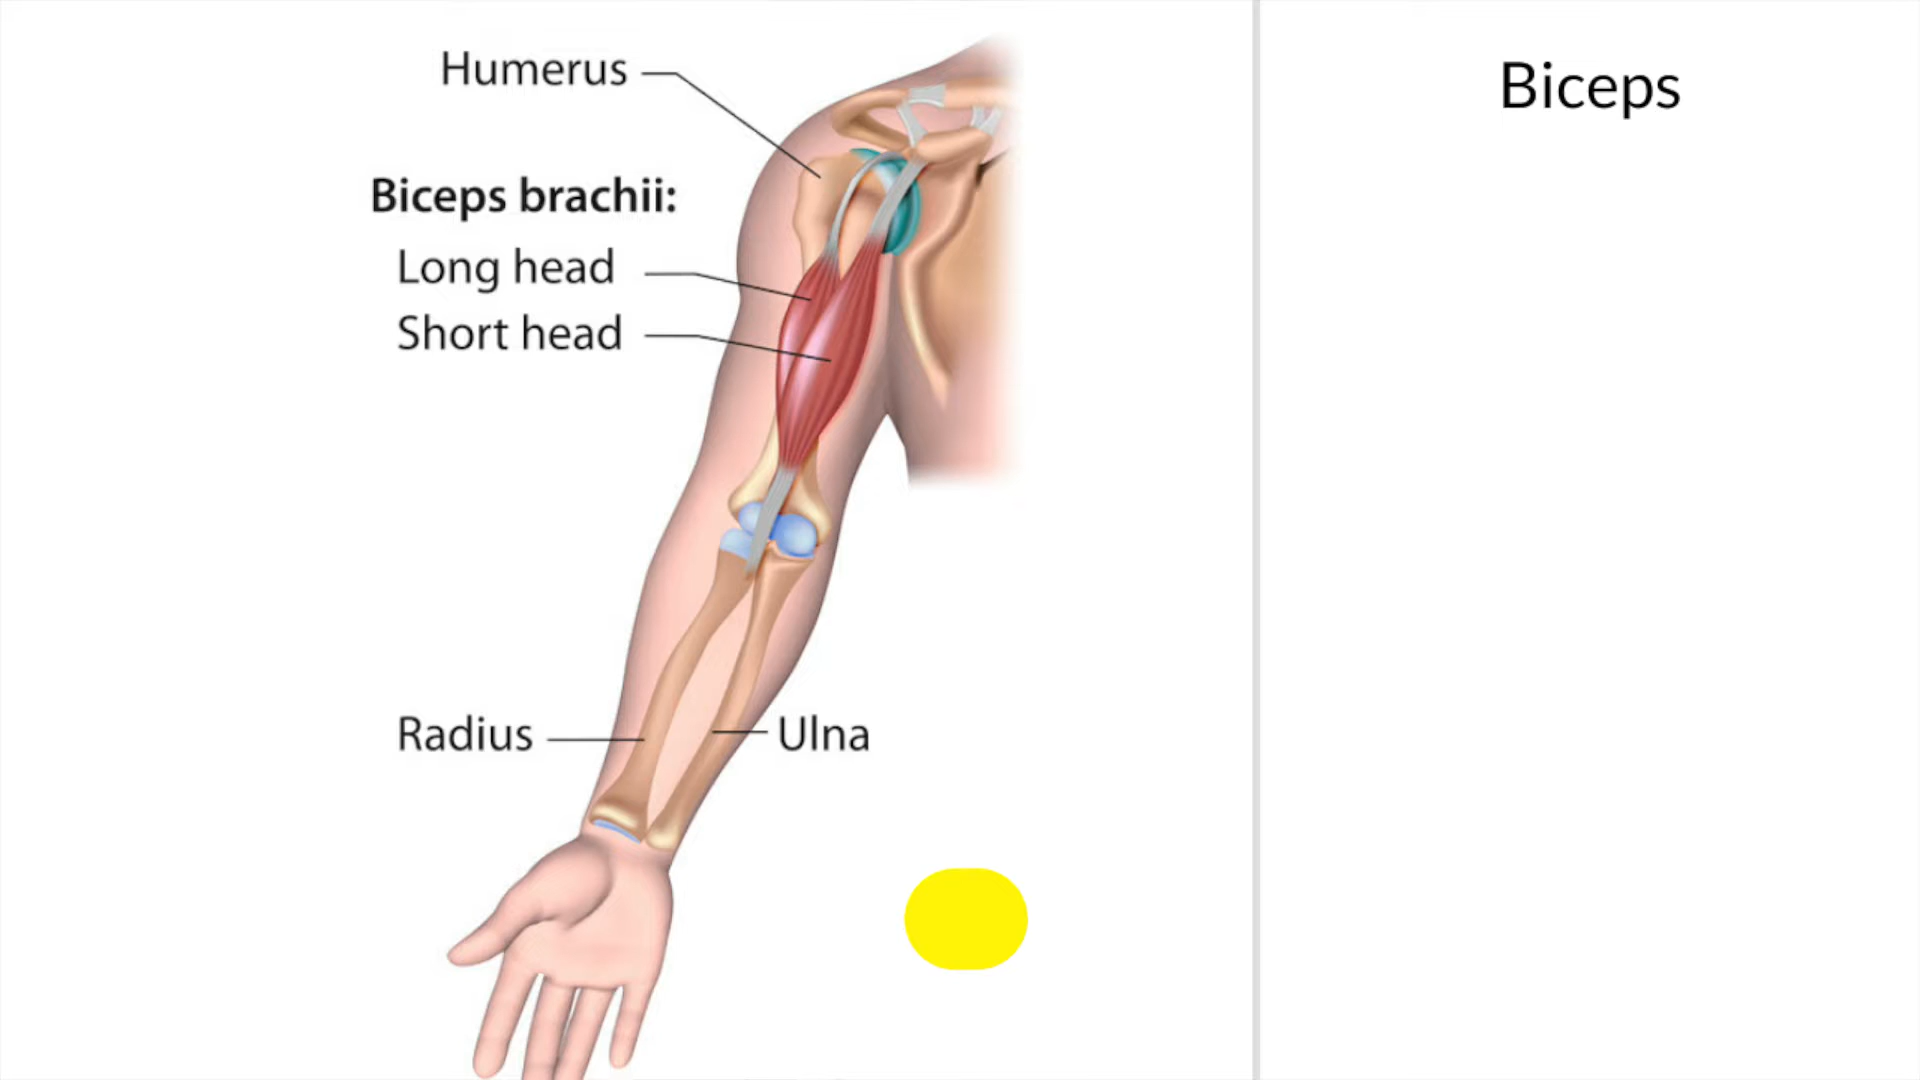 Humerus
Biceps brachii:
Long head
Short head
Radius
Ulna
Biceps